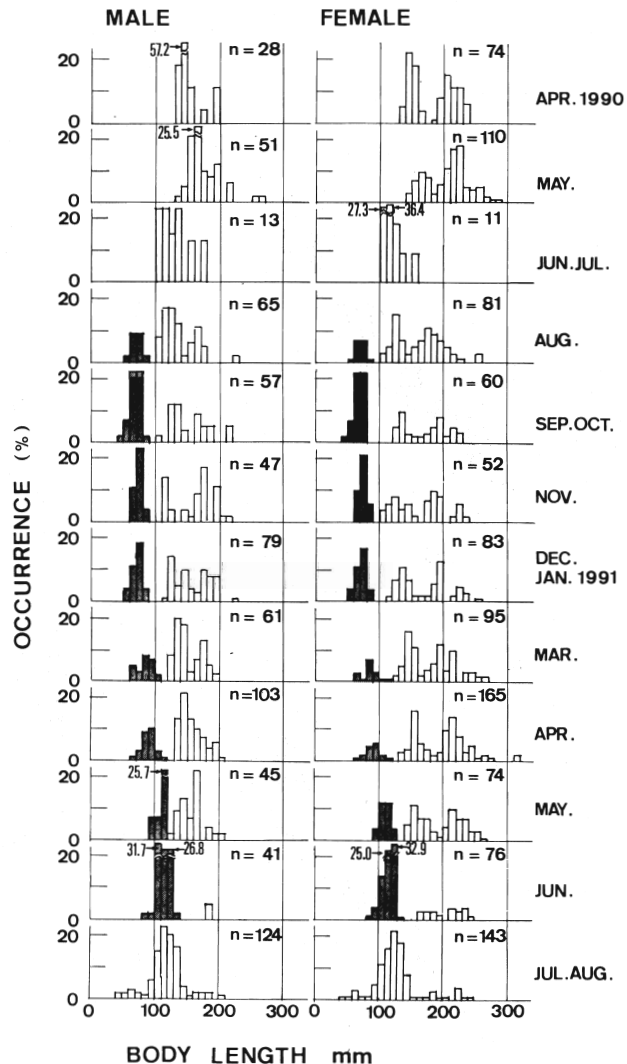 MALE FEMALE
57.2 n = 28 n = 74
20
0
APR. 1990
25.5 n = 51 n = 110
20
0
MAY.
n = 13 27.3 36.4 n = 11
20
0
JUN.JUL.
n = 65 n = 81
20
0
AUG.
n = 57 n = 60
20
0
SEP.OCT.
n = 47 n = 52
20
0
NOV.
n = 79 n = 83
20
0
DEC.
JAN. 1991
n = 61 n = 95
20
0
MAR.
n=103 n=165
20
0
APR.
25.7 n = 45 n = 74
20
0
MAY.
31.7 26.8 n = 41 25.0 32.9 n = 76
20
0
JUN.
n=124 n=143
20
0
JUL.AUG.
0 100 200 300 0 100 200 300
BODY LENGTH mm
OCCURRENCE (%)